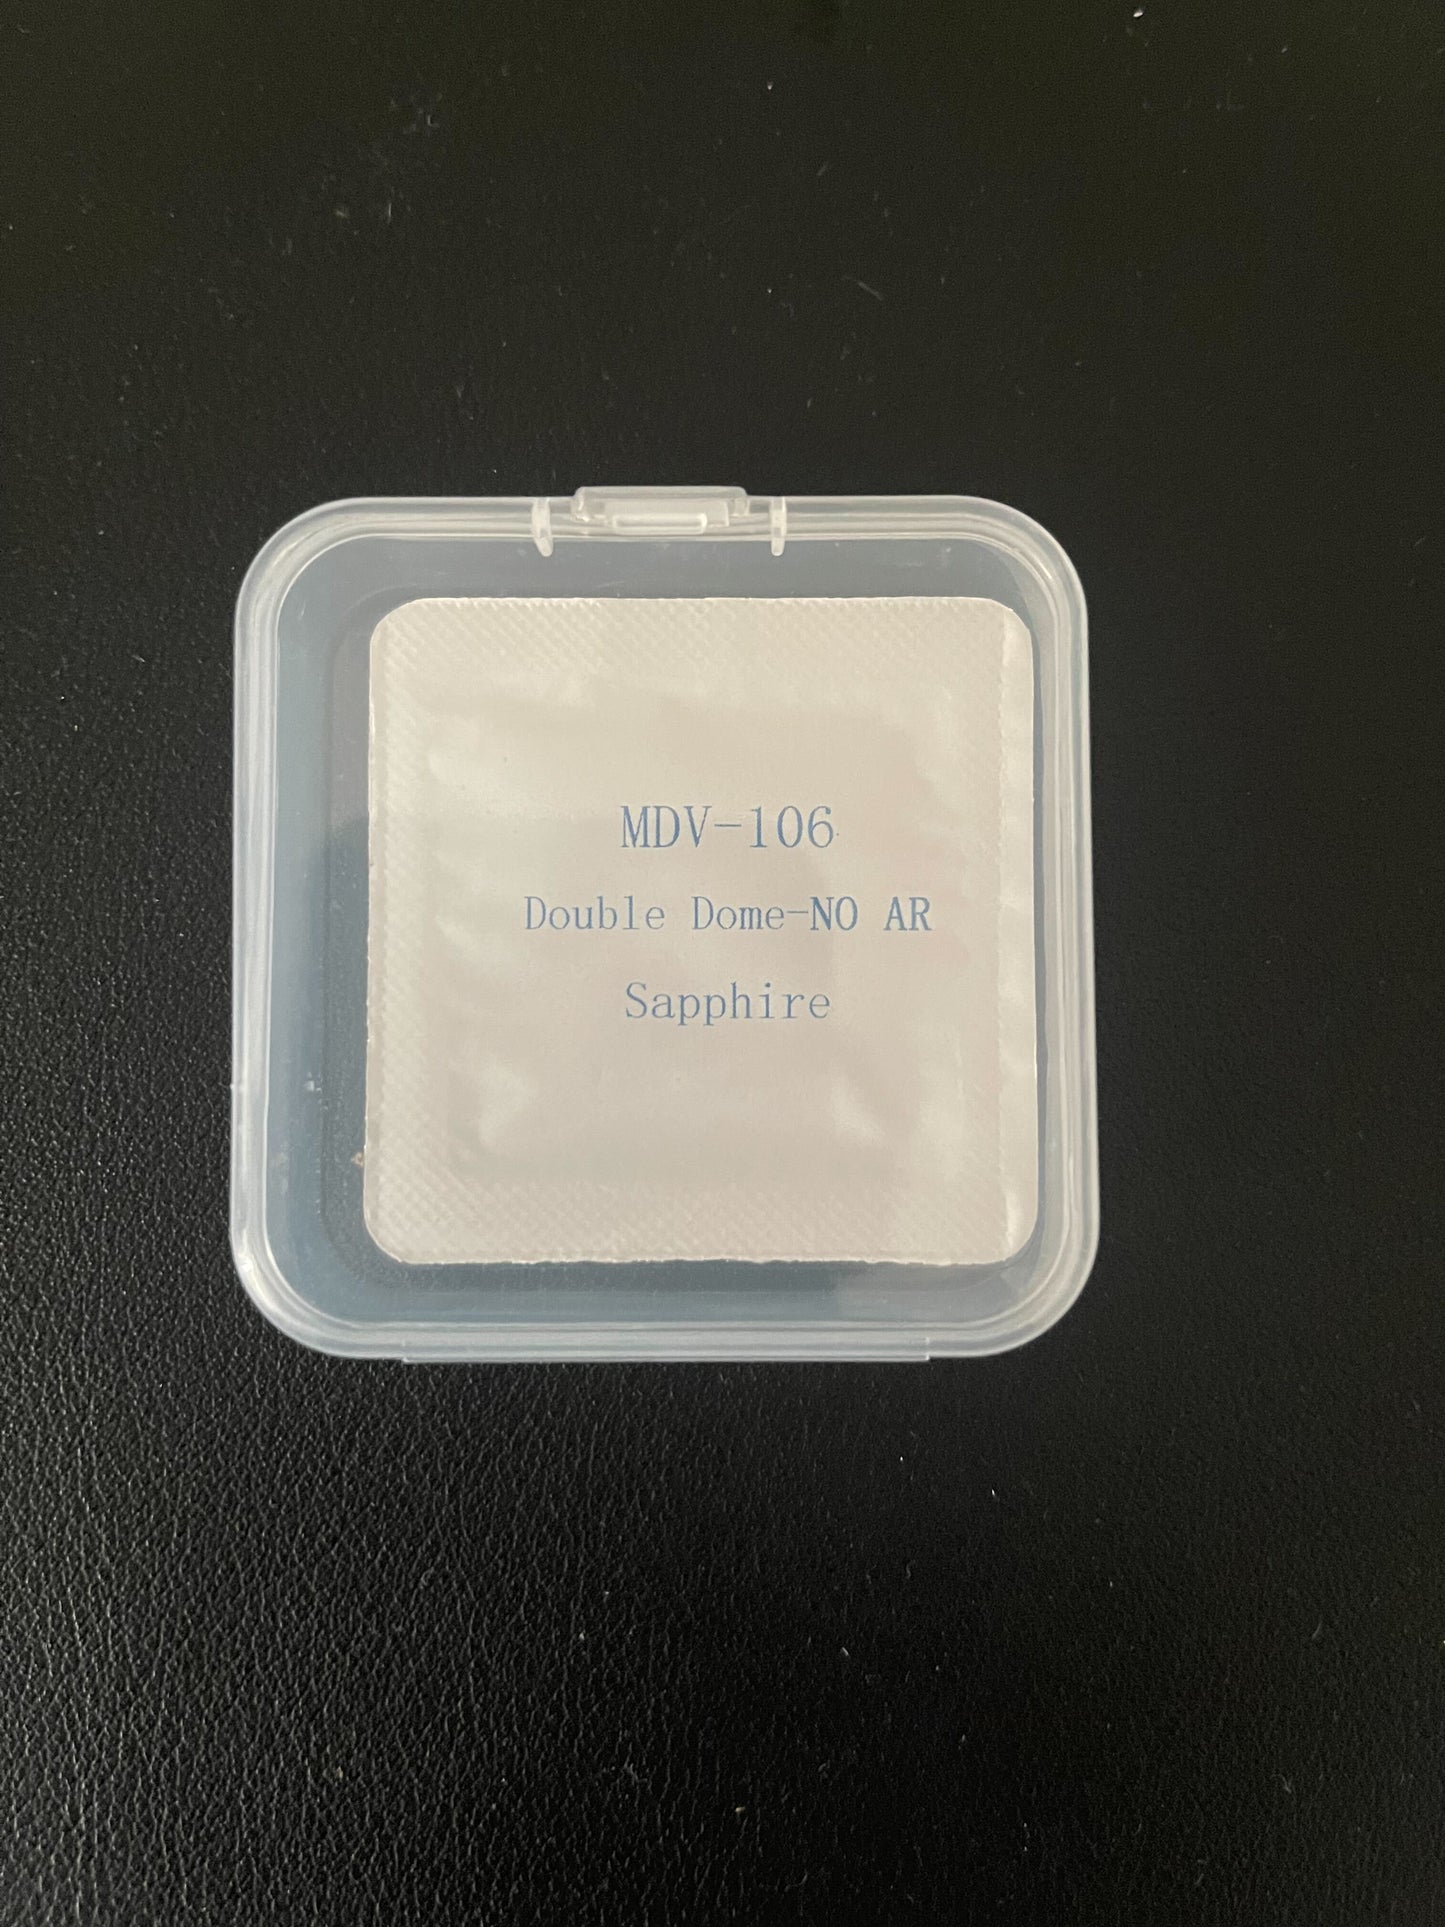 MDV-106
Double Dome-NO AR
Sapphire